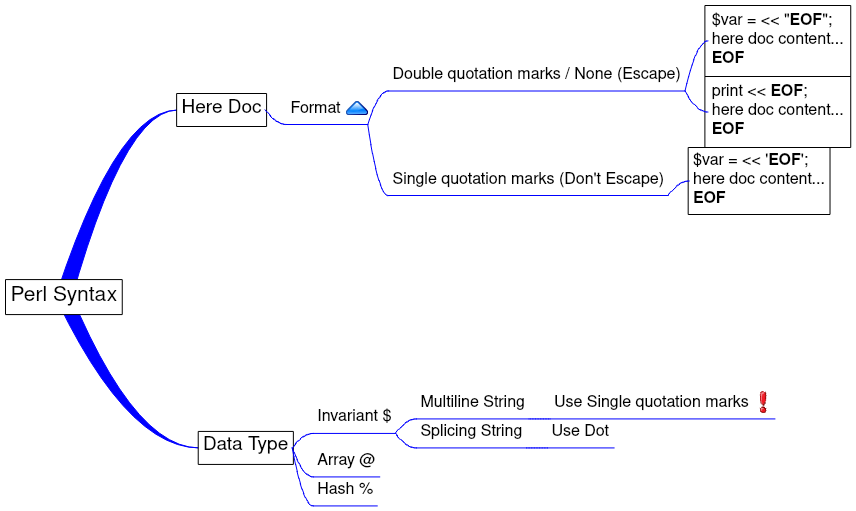 Perl Syntax
Here Doc
Format
Double quotation marks / None (Escape)
$var = << "EOF";
here doc content...
EOF
print << EOF;
here doc content...
EOF
Single quotation marks (Don't Escape)
$var = << 'EOF';
here doc content...
EOF
Data Type
Invariant $
Multiline String
Use Single quotation marks
Splicing String
Use Dot
Array @
Hash %